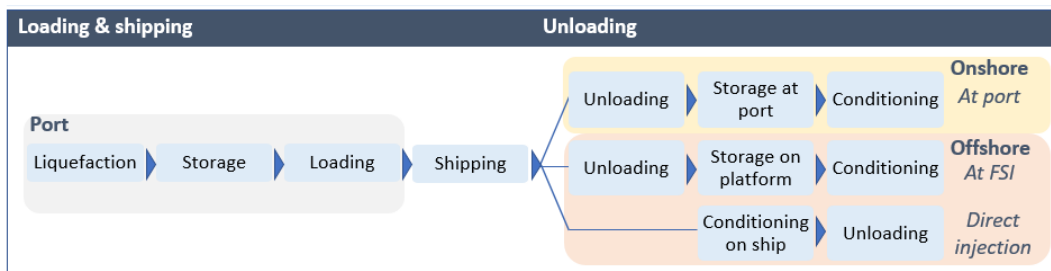 Loading & shipping
Unloading
Port
Liquefaction
Storage
Loading
Shipping
Unloading
Storage at
port
Conditioning
Onshore
At port
Unloading
Storage on
platform
Conditioning
Offshore
At FSI
Conditioning
on ship
Unloading
Direct
injection